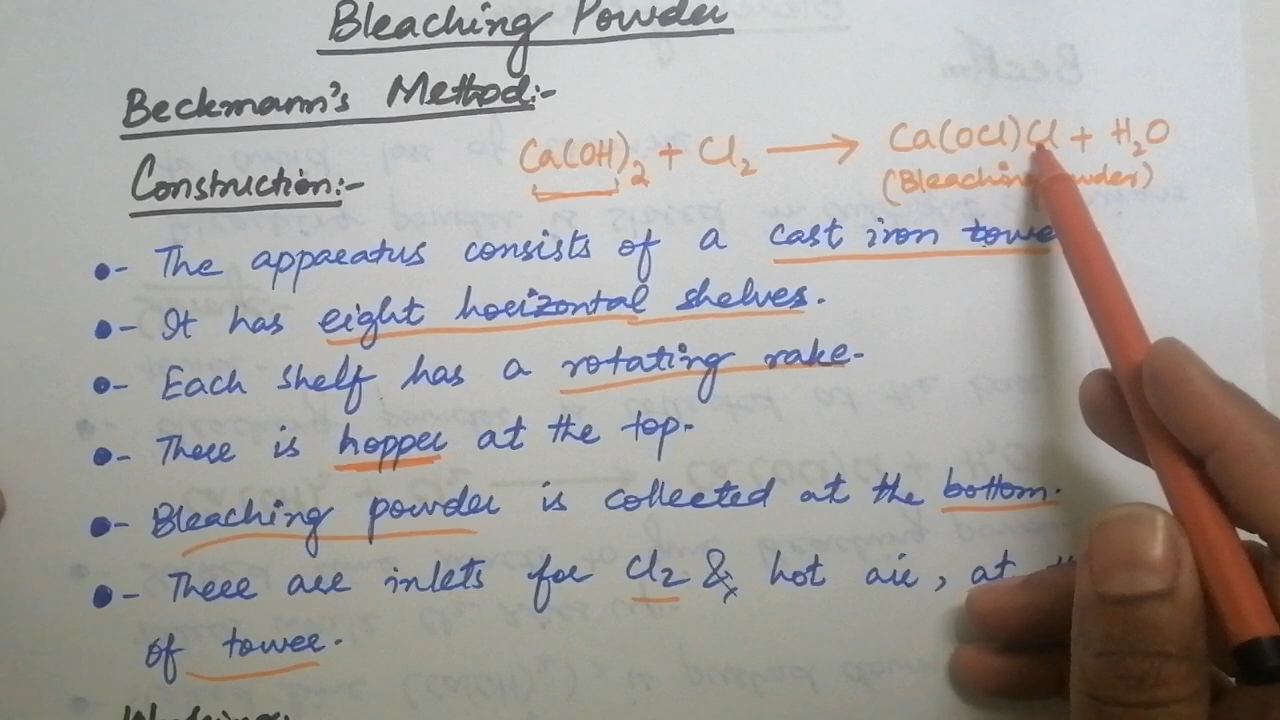 Bleaching Powder
Beckmann's Method:-
Ca(OH)₂ + Cl₂ ⟶ Ca(OCl)Cl + H₂O
Construction:-
•- The apparatus consists of a cast iron
•- It has eight horizontal shelves.
•- Each shelf has a rotating rake.
•- There is hopper at the top.
•- Bleaching powder is collected at the bottom.
•- There are inlets for Cl₂ & hot air, at
of tower.